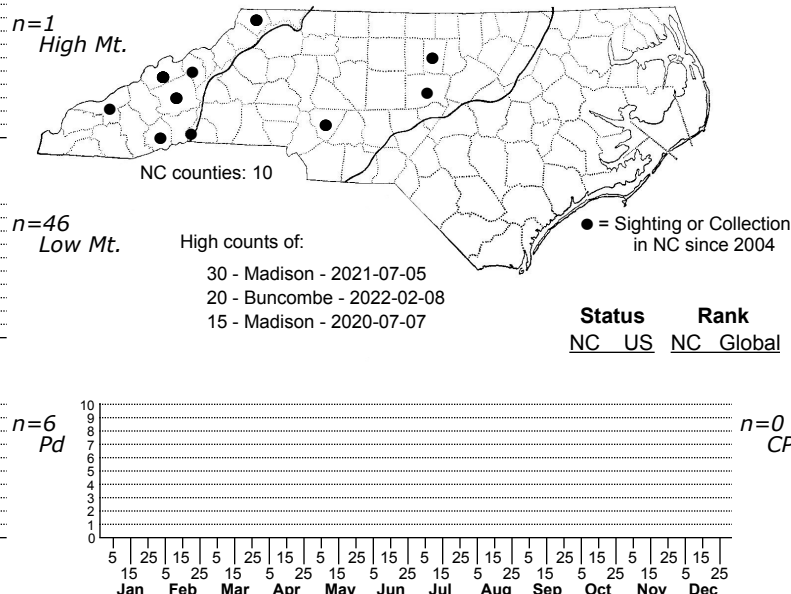 n=1
High Mt.
NC counties: 10
n=46
Low Mt.
High counts of:
30 - Madison - 2021-07-05
20 - Buncombe - 2022-02-08
15 - Madison - 2020-07-07
= Sighting or Collection
in NC since 2004
Status Rank
NC US NC Global
n=6
Pd
n=0
CP
10
9
8
7
6
5
4
3
2
1
0
5 25 15 5 25 15 5 25 15 5 25 15 5 25 15 5 25 15
15 5 25 15 5 25 15 5 25 15 5 25 15 5 25 15 5 25
Jan Feb Mar Apr May Jun Jul Aug Sep Oct Nov Dec